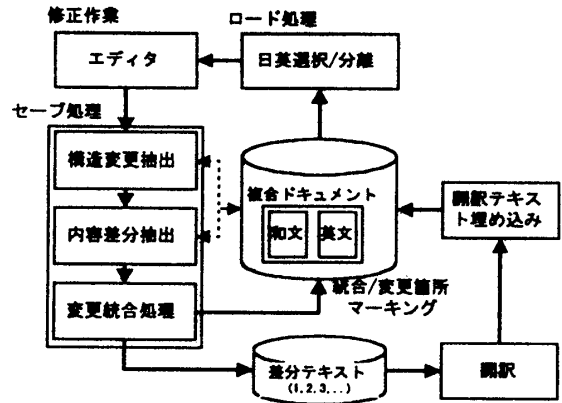 修正作業
ロード処理
エディタ
日英選択/分離
セーブ処理
構造変更抽出
複合ドキュメント
翻訳テキス
ト埋め込み
内容差分抽出
和文
英文
変更統合処理
統合/変更箇所
マーキング
差分テキスト
(1,2,3,..)
翻訳